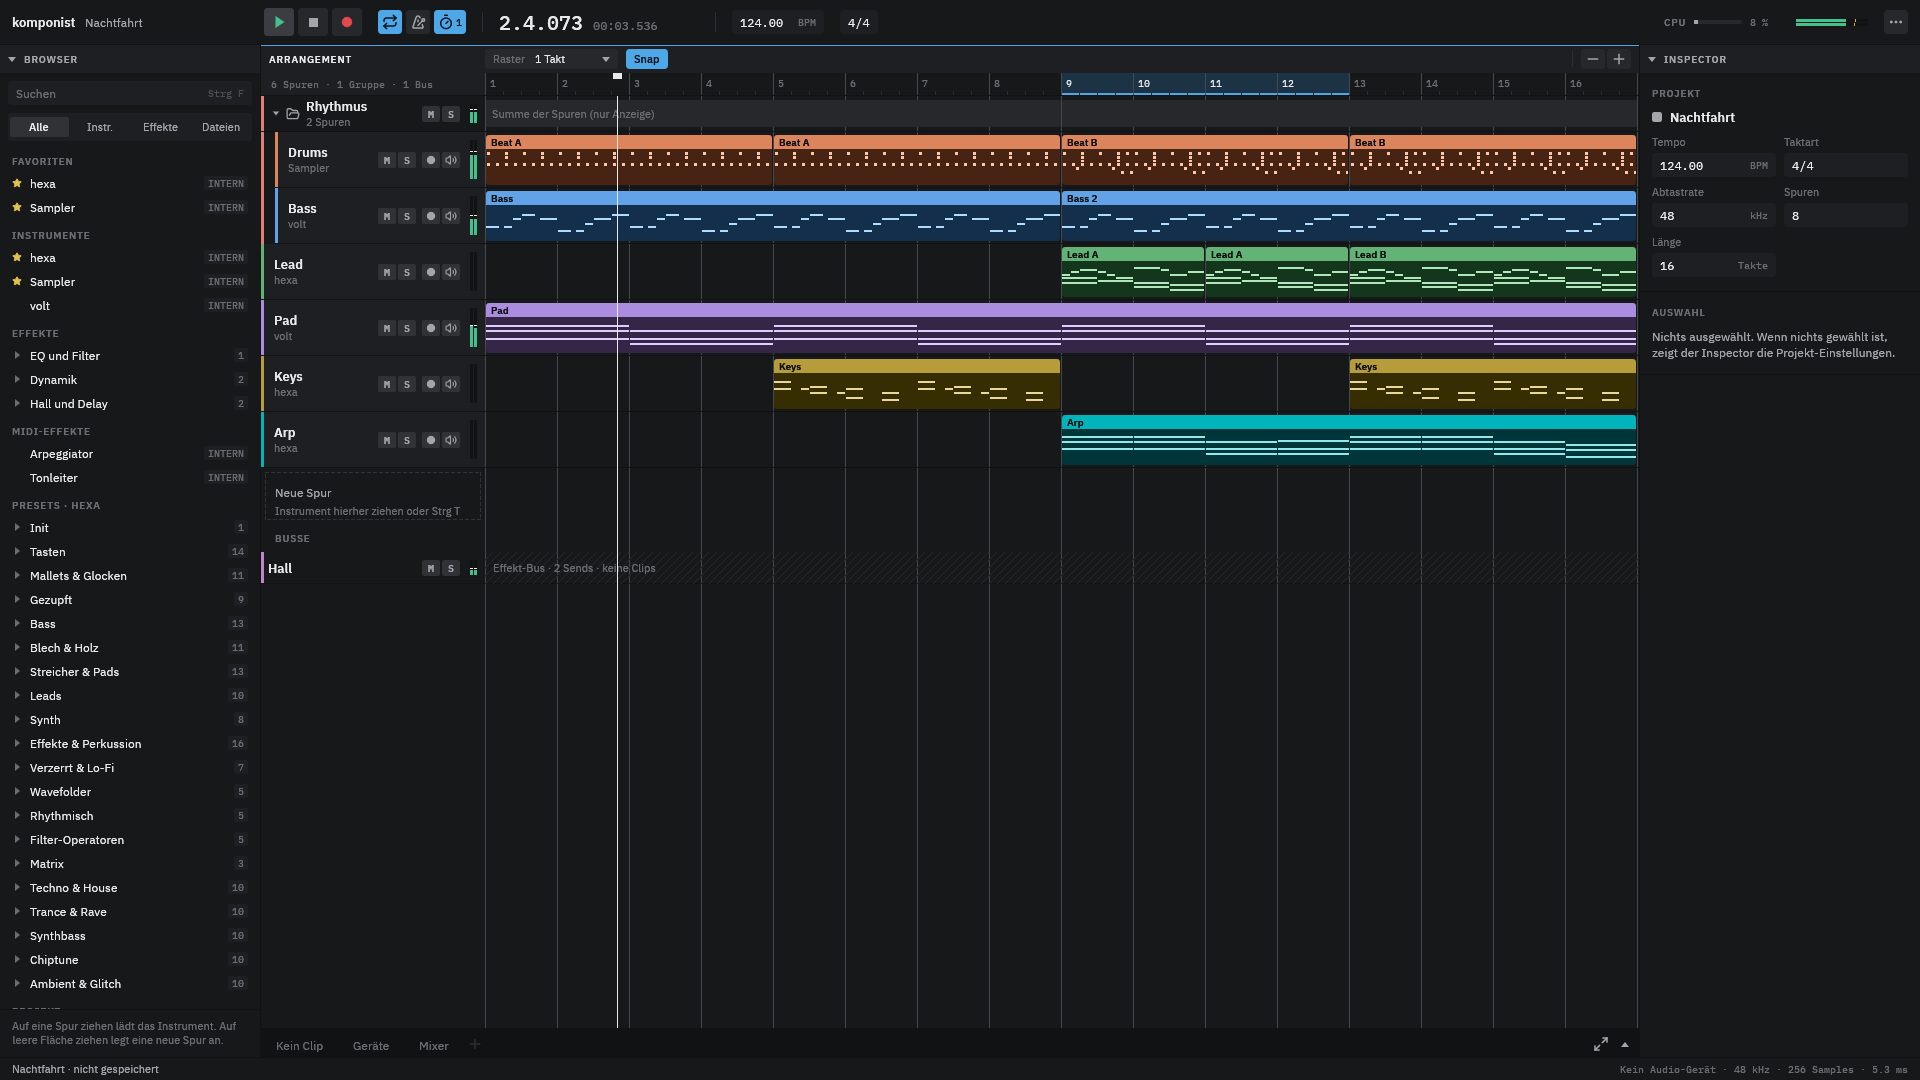 komponist Nachtfahrt
1
2.4.073 00:03.536
124.00 BPM
4/4
CPU 8 %
BROWSER
Suchen Strg F
Alle Instr. Effekte Dateien
FAVORITEN
hexa INTERN
Sampler INTERN
INSTRUMENTE
hexa INTERN
Sampler INTERN
volt INTERN
EFFEKTE
EQ und Filter 1
Dynamik 2
Hall und Delay 2
MIDI-EFFEKTE
Arpeggiator INTERN
Tonleiter INTERN
PRESETS · HEXA
Init 1
Tasten 14
Mallets & Glocken 11
Gezupft 9
Bass 13
Blech & Holz 11
Streicher & Pads 13
Leads 10
Synth 8
Effekte & Perkussion 16
Verzerrt & Lo-Fi 7
Wavefolder 5
Rhythmisch 5
Filter-Operatoren 5
Matrix 3
Techno & House 10
Trance & Rave 10
Synthbass 10
Chiptune 10
Ambient & Glitch 10
Auf eine Spur ziehen lädt das Instrument. Auf
leere Fläche ziehen legt eine neue Spur an.
ARRANGEMENT
Raster 1 Takt Snap
6 Spuren · 1 Gruppe · 1 Bus
1 2 3 4 5 6 7 8 9 10 11 12 13 14 15 16
Rhythmus
2 Spuren
M S
Summe der Spuren (nur Anzeige)
Drums
Sampler
M S
Beat A Beat A Beat B Beat B
Bass
volt
M S
Bass Bass 2
Lead
hexa
M S
Lead A Lead A Lead B
Pad
volt
M S
Pad
Keys
hexa
M S
Keys Keys
Arp
hexa
M S
Arp
Neue Spur
Instrument hierher ziehen oder Strg T
BUSSE
Hall M S
Effekt-Bus · 2 Sends · keine Clips
Kein Clip Geräte Mixer
INSPECTOR
PROJEKT
Nachtfahrt
Tempo Taktart
124.00 BPM 4/4
Abtastrate Spuren
48 kHz 8
Länge
16 Takte
AUSWAHL
Nichts ausgewählt. Wenn nichts gewählt ist,
zeigt der Inspector die Projekt-Einstellungen.
Nachtfahrt · nicht gespeichert
Kein Audio-Gerät · 48 kHz · 256 Samples · 5.3 ms